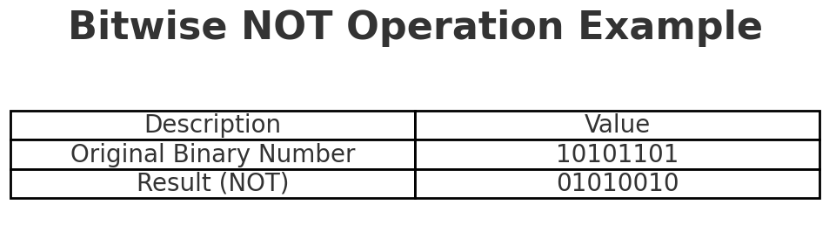 Bitwise NOT Operation Example
Description Value
Original Binary Number 10101101
Result (NOT) 01010010